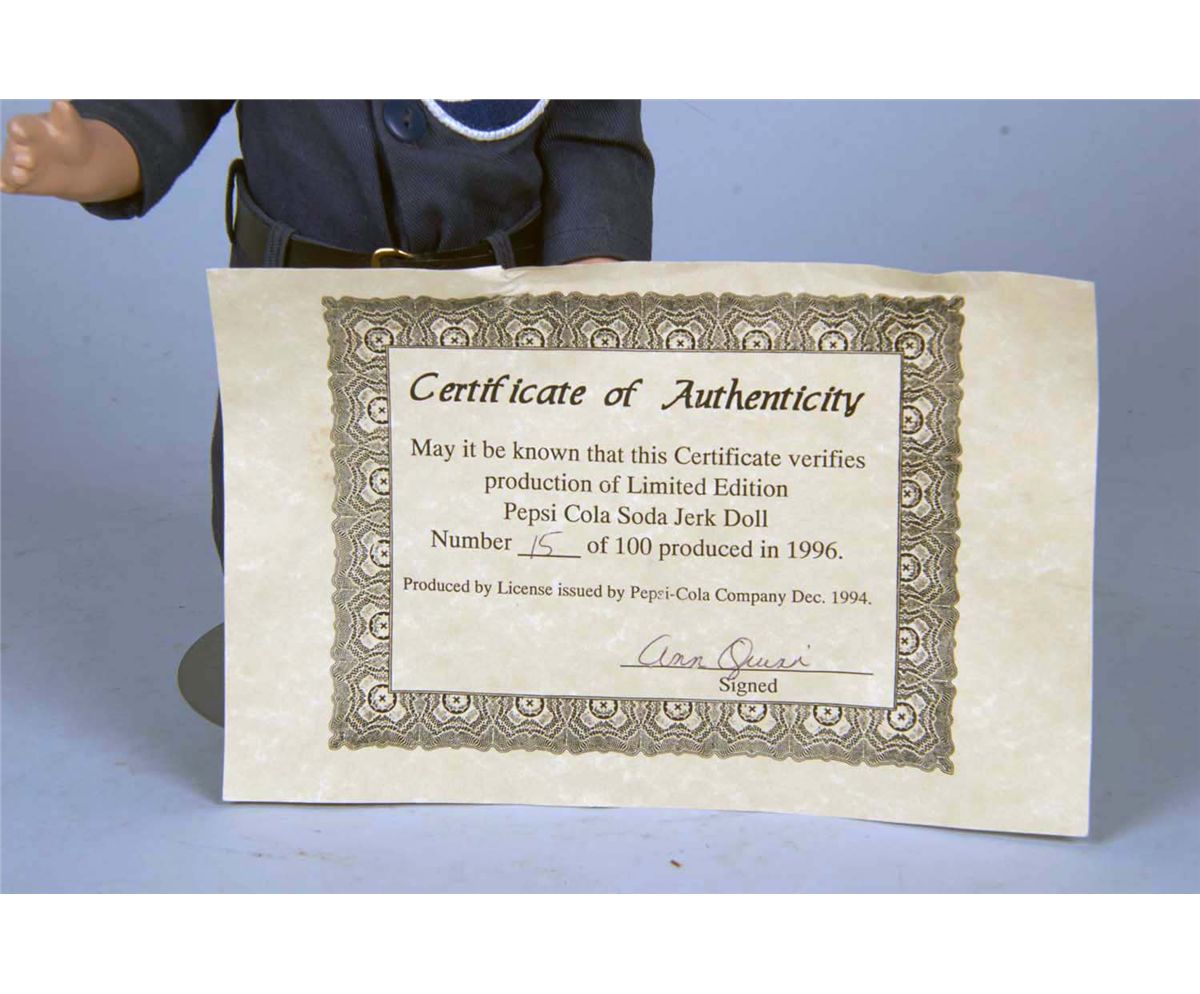 Certificate of Authenticity
May it be known that this Certificate verifies
production of Limited Edition
Pepsi Cola Soda Jerk Doll
Number 15 of 100 produced in 1996.
Produced by License issued by Pepsi-Cola Company Dec. 1994.
Ann
Signed